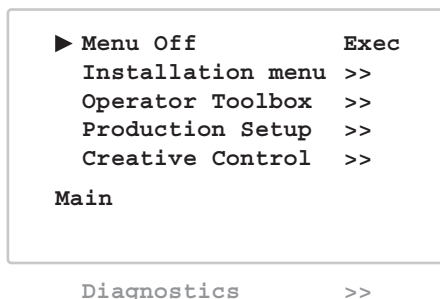 ▶ Menu Off Exec
Installation menu >>
Operator Toolbox >>
Production Setup >>
Creative Control >>
Main
Diagnostics >>